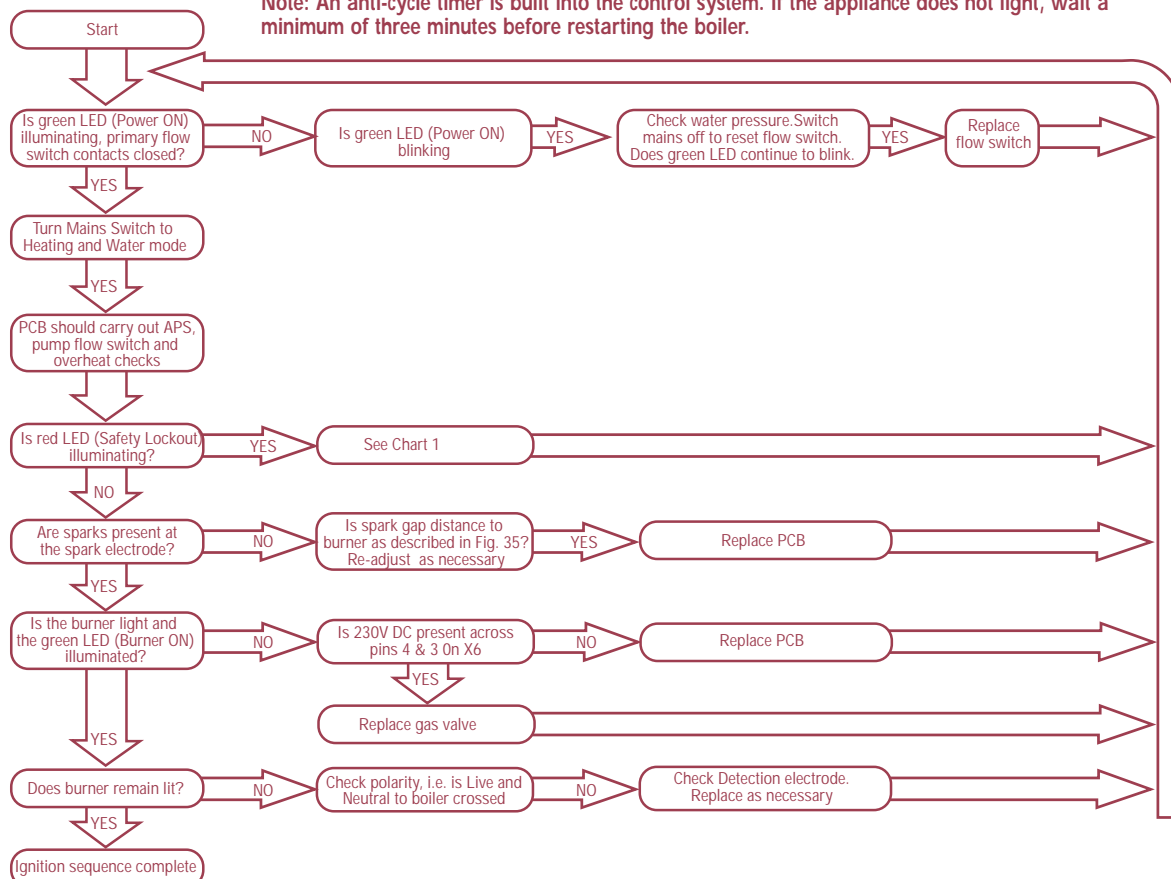 Note: An anti-cycle timer is built into the control system. If the appliance does not light, wait a
minimum of three minutes before restarting the boiler.
Start
Is green LED (Power ON)
illuminating, primary flow
switch contacts closed?
NO
Is green LED (Power ON)
blinking
YES
Check water pressure.Switch
mains off to reset flow switch.
Does green LED continue to blink.
YES
Replace
flow switch
YES
Turn Mains Switch to
Heating and Water mode
YES
PCB should carry out APS,
pump flow switch and
overheat checks
Is red LED (Safety Lockout)
illuminating?
YES
See Chart 1
NO
Are sparks present at
the spark electrode?
NO
Is spark gap distance to
burner as described in Fig. 35?
Re-adjust as necessary
YES
Replace PCB
YES
Is the burner light and
the green LED (Burner ON)
illuminated?
NO
Is 230V DC present across
pins 4 & 3 0n X6
NO
Replace PCB
YES
Replace gas valve
YES
Does burner remain lit?
NO
Check polarity, i.e. is Live and
Neutral to boiler crossed
NO
Check Detection electrode.
Replace as necessary
YES
Ignition sequence complete